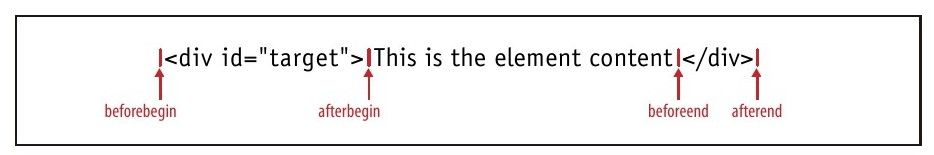 <div id="target">This is the element content</div>
beforebegin afterbegin beforeend afterend